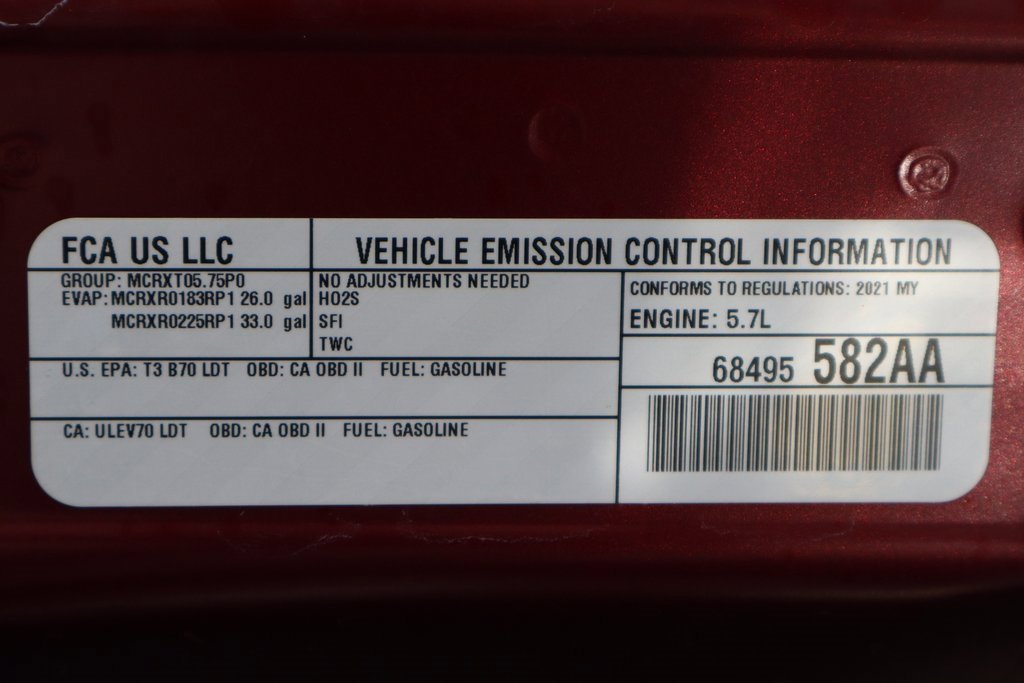 FCA US LLC
VEHICLE EMISSION CONTROL INFORMATION
GROUP: MCRXT05.75P0
EVAP: MCRXR0183RP1 26.0 gal
MCRXR0225RP1 33.0 gal
NO ADJUSTMENTS NEEDED
HO2S
SFI
TWC
CONFORMS TO REGULATIONS: 2021 MY
ENGINE: 5.7L
68495 582AA
U.S. EPA: T3 B70 LDT OBD: CA OBD II FUEL: GASOLINE
CA: ULEV70 LDT OBD: CA OBD II FUEL: GASOLINE